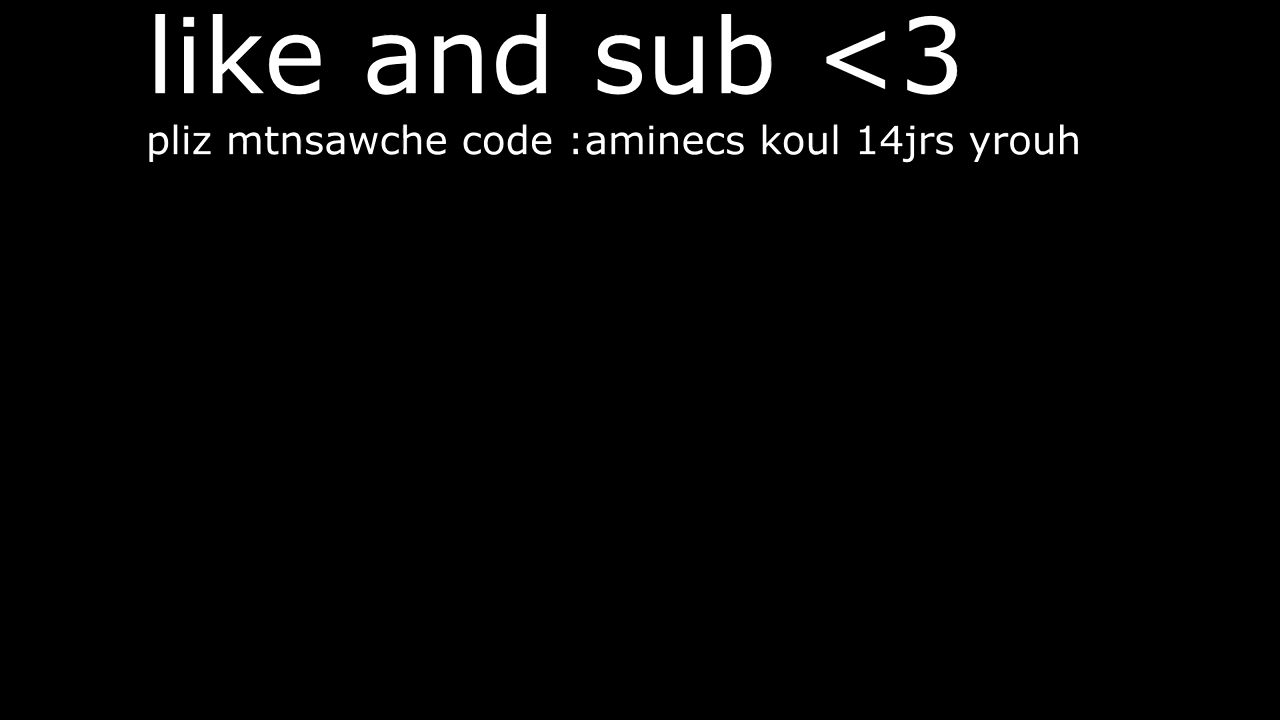 like and sub <3
pliz mtnsawche code :aminecs koul 14jrs yrouh